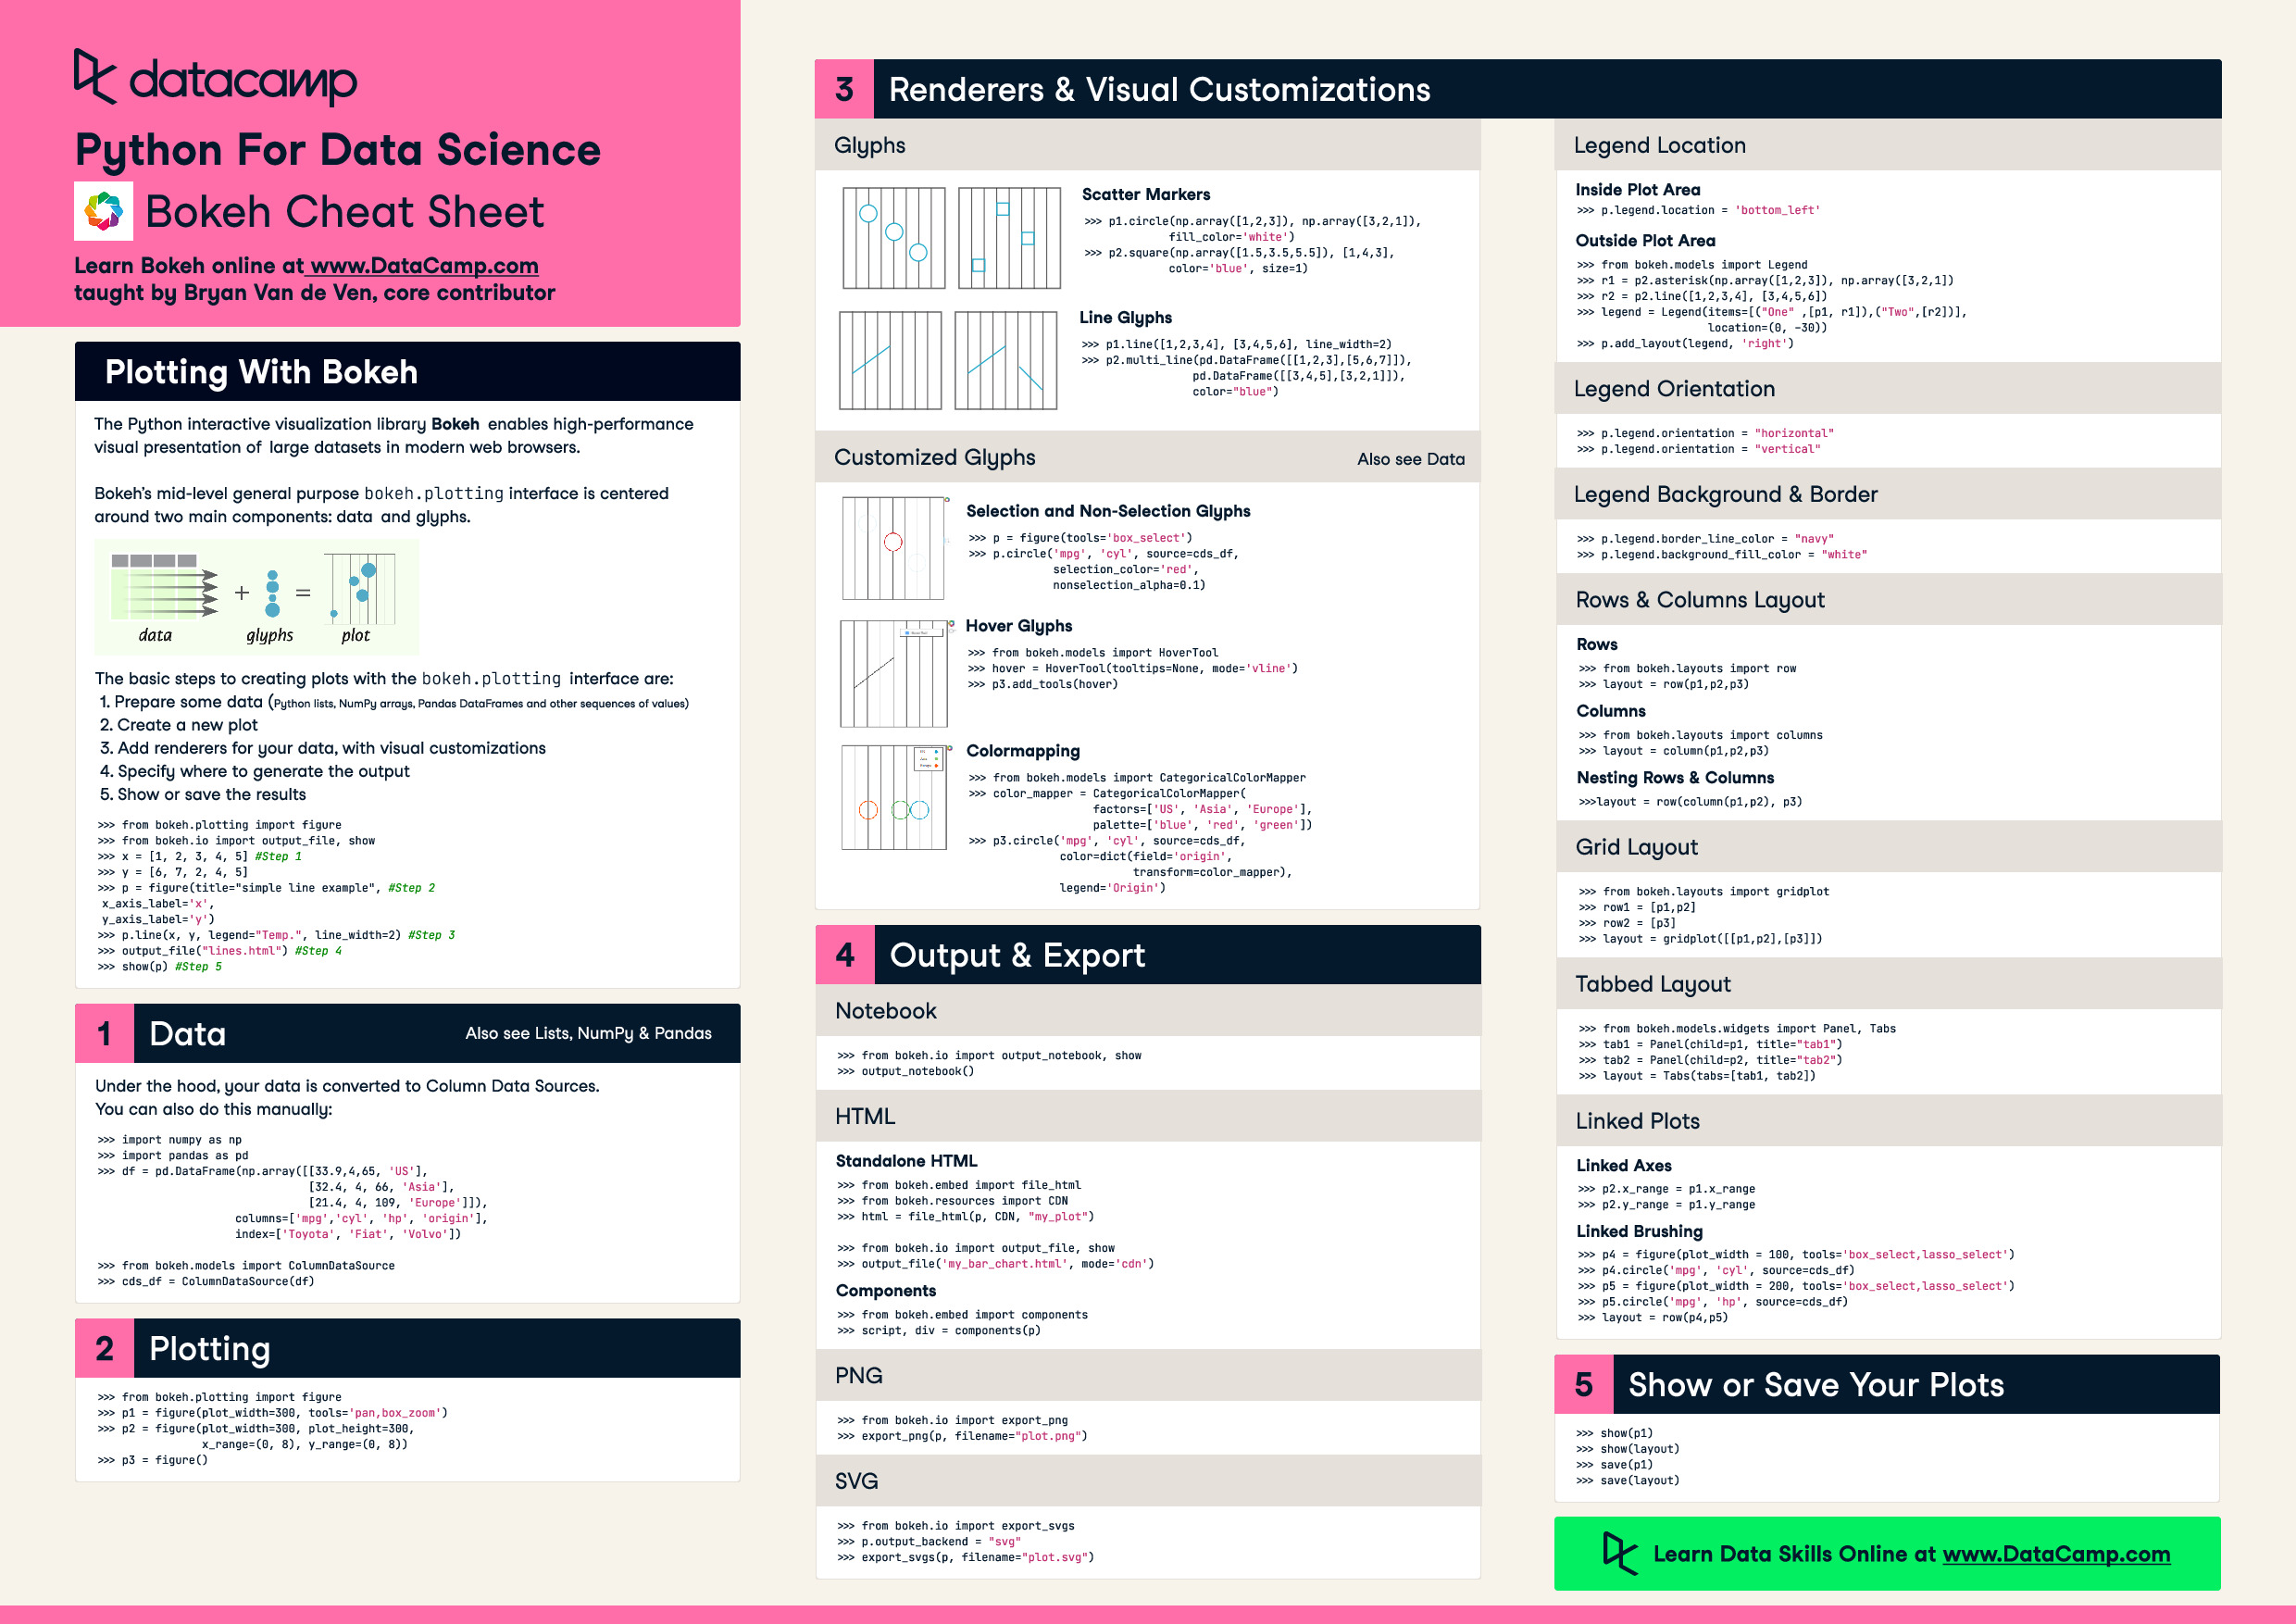 datacamp
Python For Data Science
Bokeh Cheat Sheet
Learn Bokeh online at www.DataCamp.com
taught by Bryan Van de Ven, core contributor
Plotting With Bokeh
The Python interactive visualization library Bokeh enables high-performance
visual presentation of large datasets in modern web browsers.
Bokeh's mid-level general purpose bokeh.plotting interface is centered
around two main components: data and glyphs.
+ =
data glyphs plot
The basic steps to creating plots with the bokeh.plotting interface are:
1. Prepare some data (Python lists, NumPy arrays, Pandas DataFrames and other sequences of values)
2. Create a new plot
3. Add renderers for your data, with visual customizations
4. Specify where to generate the output
5. Show or save the results
>>> from bokeh.plotting import figure
>>> from bokeh.io import output_file, show
>>> x = [1, 2, 3, 4, 5] #Step 1
>>> y = [6, 7, 2, 4, 5]
>>> p = figure(title="simple line example", #Step 2
x_axis_label='x',
y_axis_label='y')
>>> p.line(x, y, legend="Temp.", line_width=2) #Step 3
>>> output_file("lines.html") #Step 4
>>> show(p) #Step 5
1 Data Also see Lists, NumPy & Pandas
Under the hood, your data is converted to Column Data Sources.
You can also do this manually:
>>> import numpy as np
>>> import pandas as pd
>>> df = pd.DataFrame(np.array([[33.9,4,65, 'US'],
[32.4, 4, 66, 'Asia'],
[21.4, 4, 109, 'Europe']]),
columns=['mpg','cyl', 'hp', 'origin'],
index=['Toyota', 'Fiat', 'Volvo'])
>>> from bokeh.models import ColumnDataSource
>>> cds_df = ColumnDataSource(df)
2 Plotting
>>> from bokeh.plotting import figure
>>> p1 = figure(plot_width=300, tools='pan,box_zoom')
>>> p2 = figure(plot_width=300, plot_height=300,
x_range=(0, 8), y_range=(0, 8))
>>> p3 = figure()
3 Renderers & Visual Customizations
Glyphs
Scatter Markers
>>> p1.circle(np.array([1,2,3]), np.array([3,2,1]),
fill_color='white')
>>> p2.square(np.array([1.5,3.5,5.5]), [1,4,3],
color='blue', size=1)
Line Glyphs
>>> p1.line([1,2,3,4], [3,4,5,6], line_width=2)
>>> p2.multi_line(pd.DataFrame([[1,2,3],[5,6,7]]),
pd.DataFrame([[3,4,5],[3,2,1]]),
color="blue")
Customized Glyphs Also see Data
Selection and Non-Selection Glyphs
>>> p = figure(tools='box_select')
>>> p.circle('mpg', 'cyl', source=cds_df,
selection_color='red',
nonselection_alpha=0.1)
Hover Glyphs
>>> from bokeh.models import HoverTool
>>> hover = HoverTool(tooltips=None, mode='vline')
>>> p3.add_tools(hover)
Colormapping
>>> from bokeh.models import CategoricalColorMapper
>>> color_mapper = CategoricalColorMapper(
factors=['US', 'Asia', 'Europe'],
palette=['blue', 'red', 'green'])
>>> p3.circle('mpg', 'cyl', source=cds_df,
color=dict(field='origin',
transform=color_mapper),
legend='Origin')
4 Output & Export
Notebook
>>> from bokeh.io import output_notebook, show
>>> output_notebook()
HTML
Standalone HTML
>>> from bokeh.embed import file_html
>>> from bokeh.resources import CDN
>>> html = file_html(p, CDN, "my_plot")
>>> from bokeh.io import output_file, show
>>> output_file('my_bar_chart.html', mode='cdn')
Components
>>> from bokeh.embed import components
>>> script, div = components(p)
PNG
>>> from bokeh.io import export_png
>>> export_png(p, filename="plot.png")
SVG
>>> from bokeh.io import export_svgs
>>> p.output_backend = "svg"
>>> export_svgs(p, filename="plot.svg")
Legend Location
Inside Plot Area
>>> p.legend.location = 'bottom_left'
Outside Plot Area
>>> from bokeh.models import Legend
>>> r1 = p2.asterisk(np.array([1,2,3]), np.array([3,2,1])
>>> r2 = p2.line([1,2,3,4], [3,4,5,6])
>>> legend = Legend(items=[("One" ,[p1, r1]),("Two",[r2])],
location=(0, -30))
>>> p.add_layout(legend, 'right')
Legend Orientation
>>> p.legend.orientation = "horizontal"
>>> p.legend.orientation = "vertical"
Legend Background & Border
>>> p.legend.border_line_color = "navy"
>>> p.legend.background_fill_color = "white"
Rows & Columns Layout
Rows
>>> from bokeh.layouts import row
>>> layout = row(p1,p2,p3)
Columns
>>> from bokeh.layouts import columns
>>> layout = column(p1,p2,p3)
Nesting Rows & Columns
>>>layout = row(column(p1,p2), p3)
Grid Layout
>>> from bokeh.layouts import gridplot
>>> row1 = [p1,p2]
>>> row2 = [p3]
>>> layout = gridplot([[p1,p2],[p3]])
Tabbed Layout
>>> from bokeh.models.widgets import Panel, Tabs
>>> tab1 = Panel(child=p1, title="tab1")
>>> tab2 = Panel(child=p2, title="tab2")
>>> layout = Tabs(tabs=[tab1, tab2])
Linked Plots
Linked Axes
>>> p2.x_range = p1.x_range
>>> p2.y_range = p1.y_range
Linked Brushing
>>> p4 = figure(plot_width = 100, tools='box_select,lasso_select')
>>> p4.circle('mpg', 'cyl', source=cds_df)
>>> p5 = figure(plot_width = 200, tools='box_select,lasso_select')
>>> p5.circle('mpg', 'hp', source=cds_df)
>>> layout = row(p4,p5)
5 Show or Save Your Plots
>>> show(p1)
>>> show(layout)
>>> save(p1)
>>> save(layout)
Learn Data Skills Online at www.DataCamp.com